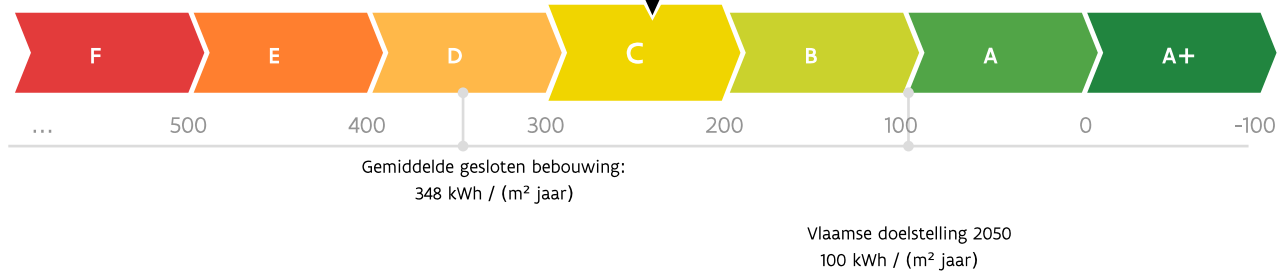 F E D C B A A+
... 500 400 300 200 100 0 -100
Gemiddelde gesloten bebouwing:
348 kWh / (m² jaar)
Vlaamse doelstelling 2050
100 kWh / (m² jaar)